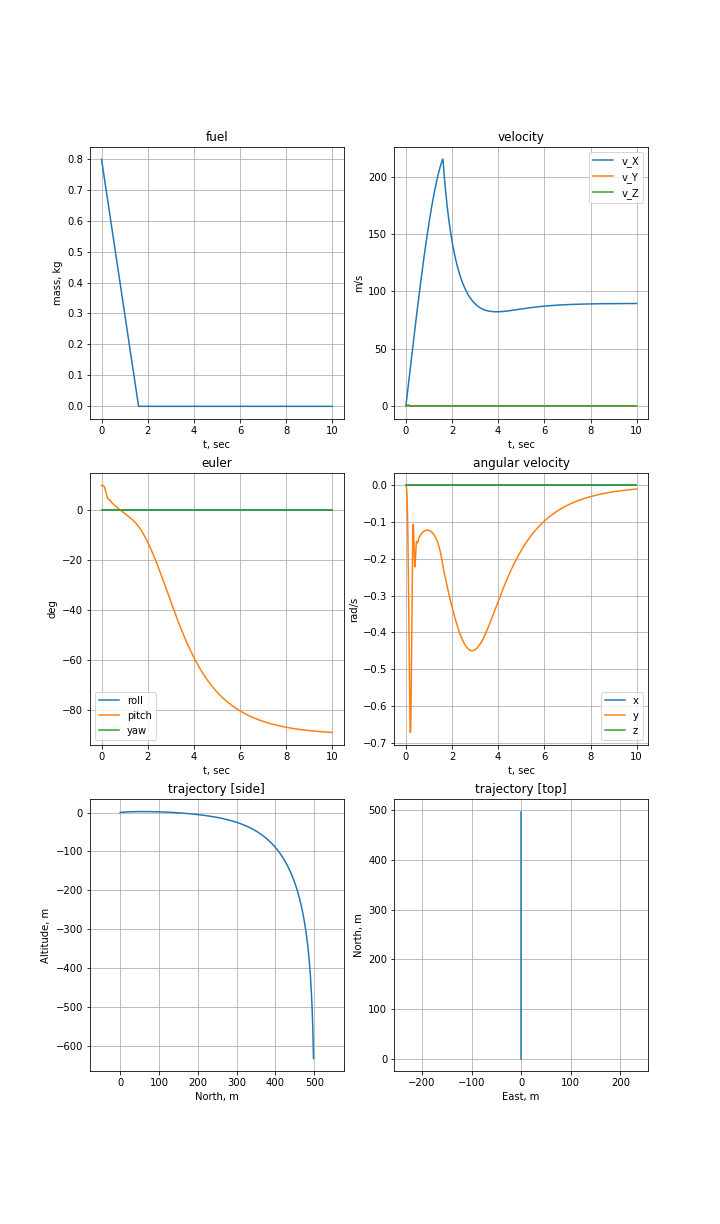 fuel
mass, kg
0.8
0.7
0.6
0.5
0.4
0.3
0.2
0.1
0.0
0 2 4 6 8 10
t, sec
velocity
m/s
200
150
100
50
0
v_X
v_Y
v_Z
0 2 4 6 8 10
t, sec
euler
deg
0
−20
−40
−60
−80
roll
pitch
yaw
0 2 4 6 8 10
t, sec
angular velocity
rad/s
0.0
−0.1
−0.2
−0.3
−0.4
−0.5
−0.6
−0.7
x
y
z
0 2 4 6 8 10
t, sec
trajectory [side]
Altitude, m
0
−100
−200
−300
−400
−500
−600
0 100 200 300 400 500
North, m
trajectory [top]
North, m
500
400
300
200
100
0
−200 −100 0 100 200
East, m